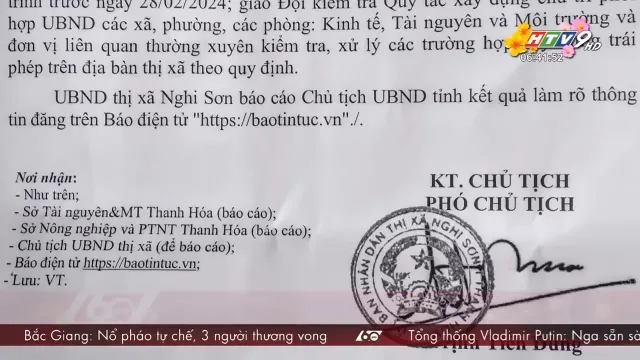 trình trước ngày 28/02/2024; giao Đội kiểm tra Quy tắc xây dựng chủ trì phối
hợp UBND các xã, phường, các phòng: Kinh tế, Tài nguyên và Môi trường và
đơn vị liên quan thường xuyên kiểm tra, xử lý các trường hợp trái
phép trên địa bàn thị xã theo quy định.
HTV9 HD
06:41:52
UBND thị xã Nghi Sơn báo cáo Chủ tịch UBND tỉnh kết quả làm rõ thông
tin đăng trên Báo điện tử "https://baotintuc.vn"./.
Nơi nhận:
- Như trên;
- Sở Tài nguyên&MT Thanh Hóa (báo cáo);
- Sở Nông nghiệp và PTNT Thanh Hóa (báo cáo);
- Chủ tịch UBND thị xã (để báo cáo);
- Báo điện tử https://baotintuc.vn;
- Lưu: VT.
KT. CHỦ TỊCH
PHÓ CHỦ TỊCH
BAN NHÂN DÂN THỊ XÃ NGHI SƠN
Tiến Dũng
Bắc Giang: Nổ pháo tự chế, 3 người thương vong
60
Tổng thống Vladimir Putin: Nga sẵn sà